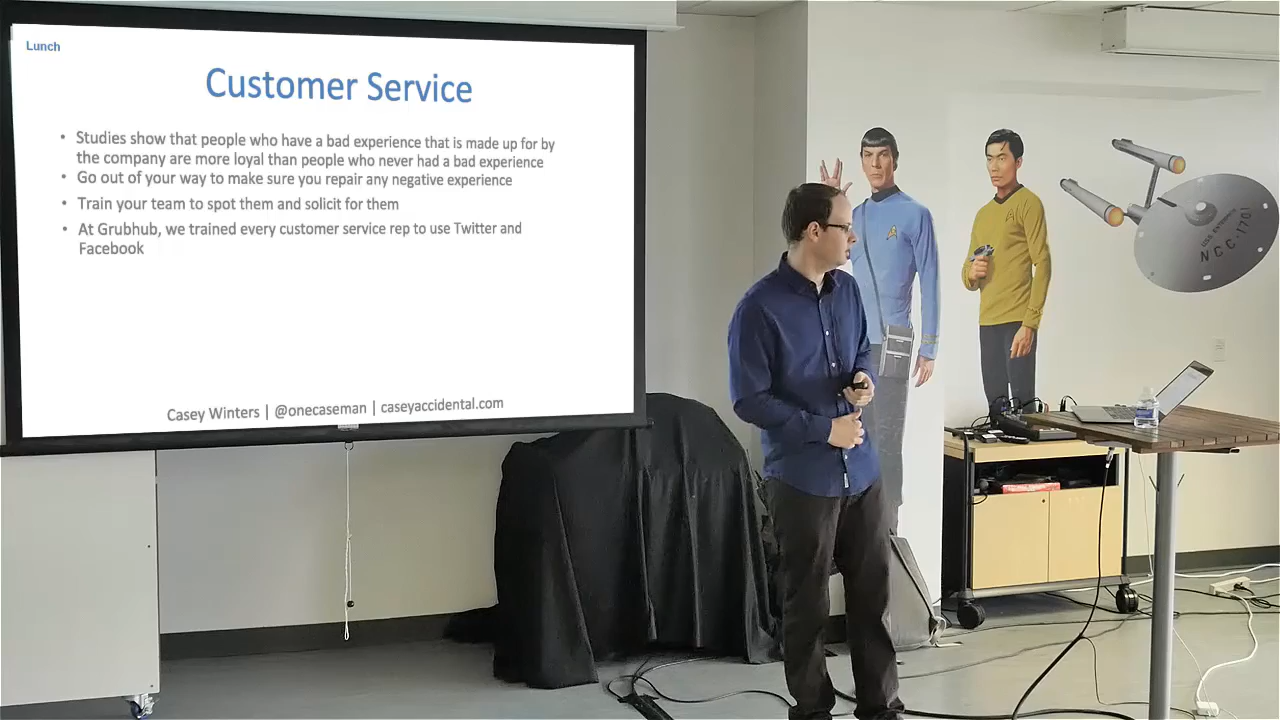 Lunch
Customer Service
• Studies show that people who have a bad experience that is made up for by
the company are more loyal than people who never had a bad experience
• Go out of your way to make sure you repair any negative experience
• Train your team to spot them and solicit for them
• At Grubhub, we trained every customer service rep to use Twitter and
Facebook
Casey Winters | @onecaseman | caseyaccidental.com
U.S.S. ENTERPRISE
NCC-1701